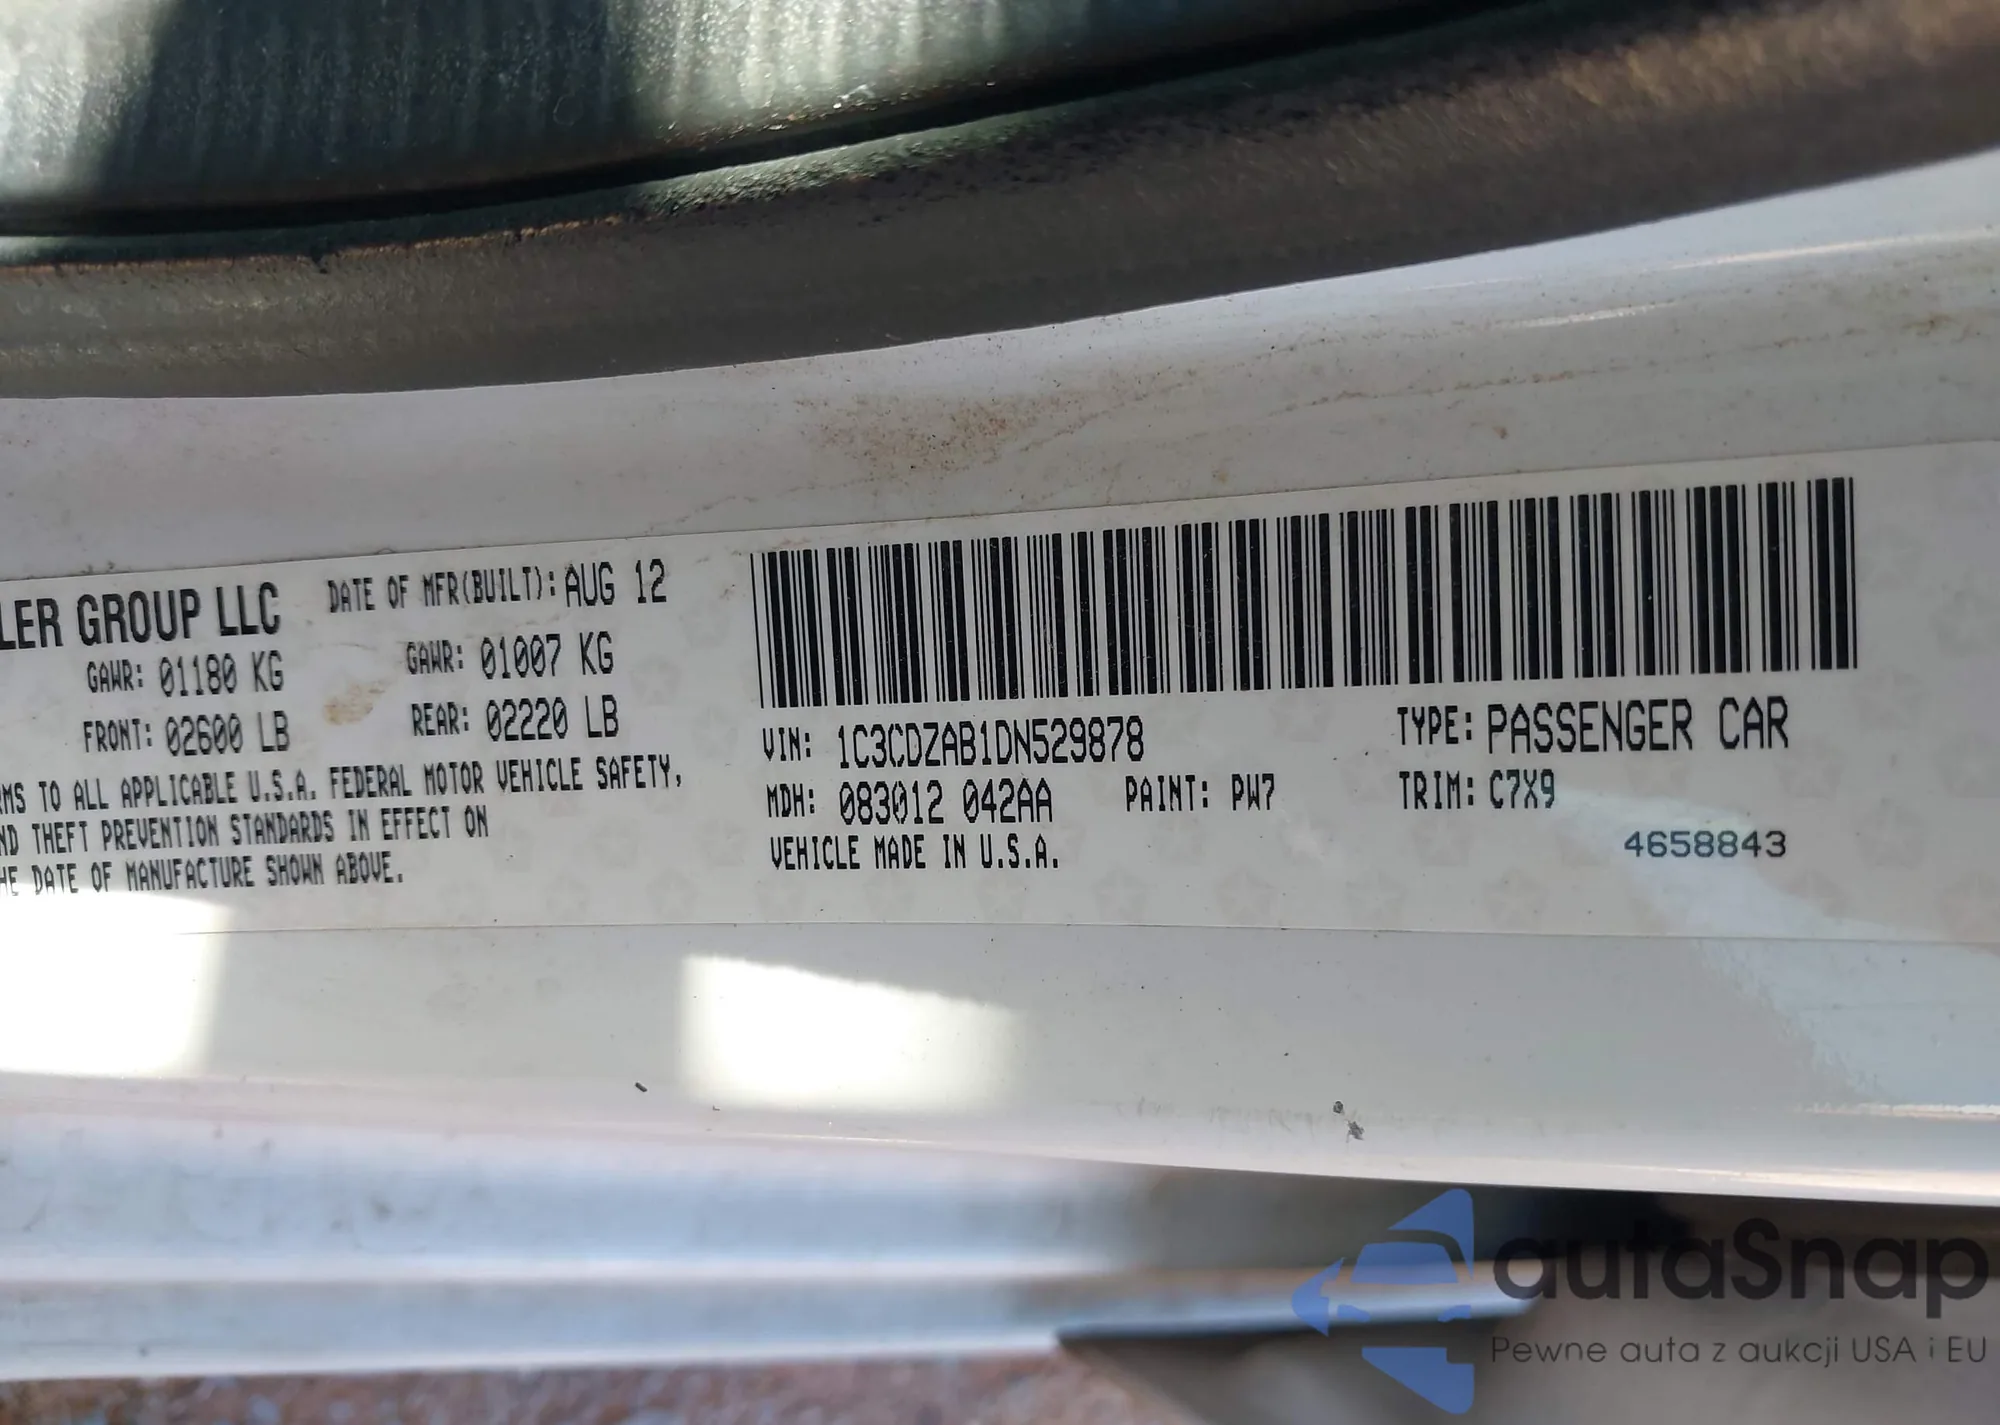 LER GROUP LLC DATE OF MFR(BUILT): AUG 12
GAWR: 01180 KG GAWR: 01007 KG
FRONT: 02600 LB REAR: 02220 LB
MS TO ALL APPLICABLE U.S.A. FEDERAL MOTOR VEHICLE SAFETY,
ND THEFT PREVENTION STANDARDS IN EFFECT ON
HE DATE OF MANUFACTURE SHOWN ABOVE.
VIN: 1C3CDZAB1DN529878 TYPE: PASSENGER CAR
MDH: 083012 042AA PAINT: PW7 TRIM: C7X9
VEHICLE MADE IN U.S.A.
4658843
autaSnap
Pewne auta z aukcji USA i EU